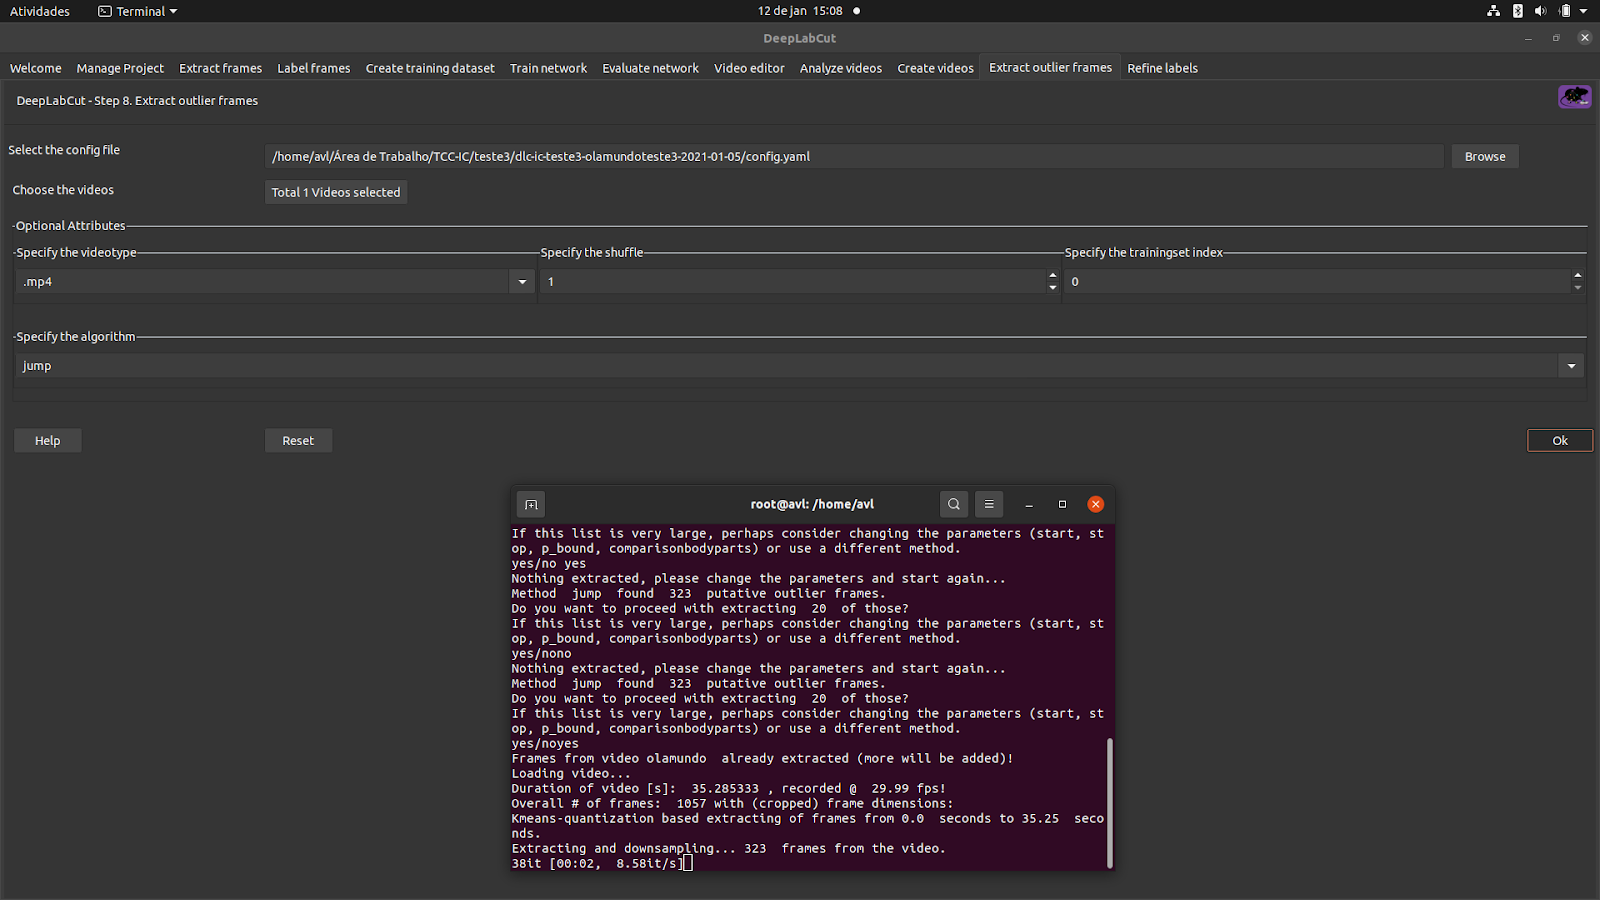 Atividades Terminal 12 de jan 15:08
DeepLabCut
Welcome Manage Project Extract frames Label frames Create training dataset Train network Evaluate network Video editor Analyze videos Create videos Extract outlier frames Refine labels
DeepLabCut - Step 8. Extract outlier frames
Select the config file /home/avl/Área de Trabalho/TCC-IC/teste3/dlc-ic-teste3-olamundoteste3-2021-01-05/config.yaml Browse
Choose the videos Total 1 Videos selected
Optional Attributes
Specify the videotype Specify the shuffle Specify the trainingset index
.mp4 1 0
Specify the algorithm
jump
Help Reset Ok
root@avl: /home/avl
If this list is very large, perhaps consider changing the parameters (start, st
op, p_bound, comparisonbodyparts) or use a different method.
yes/no yes
Nothing extracted, please change the parameters and start again...
Method  jump  found  323  putative outlier frames.
Do you want to proceed with extracting  20  of those?
If this list is very large, perhaps consider changing the parameters (start, st
op, p_bound, comparisonbodyparts) or use a different method.
yes/nono
Nothing extracted, please change the parameters and start again...
Method  jump  found  323  putative outlier frames.
Do you want to proceed with extracting  20  of those?
If this list is very large, perhaps consider changing the parameters (start, st
op, p_bound, comparisonbodyparts) or use a different method.
yes/noyes
Frames from video olamundo  already extracted (more will be added)!
Loading video...
Duration of video [s]:  35.285333 , recorded @  29.99 fps!
Overall # of frames:  1057 with (cropped) frame dimensions:
Kmeans-quantization based extracting of frames from 0.0  seconds to 35.25  seco
nds.
Extracting and downsampling... 323  frames from the video.
38it [00:02,  8.58it/s]